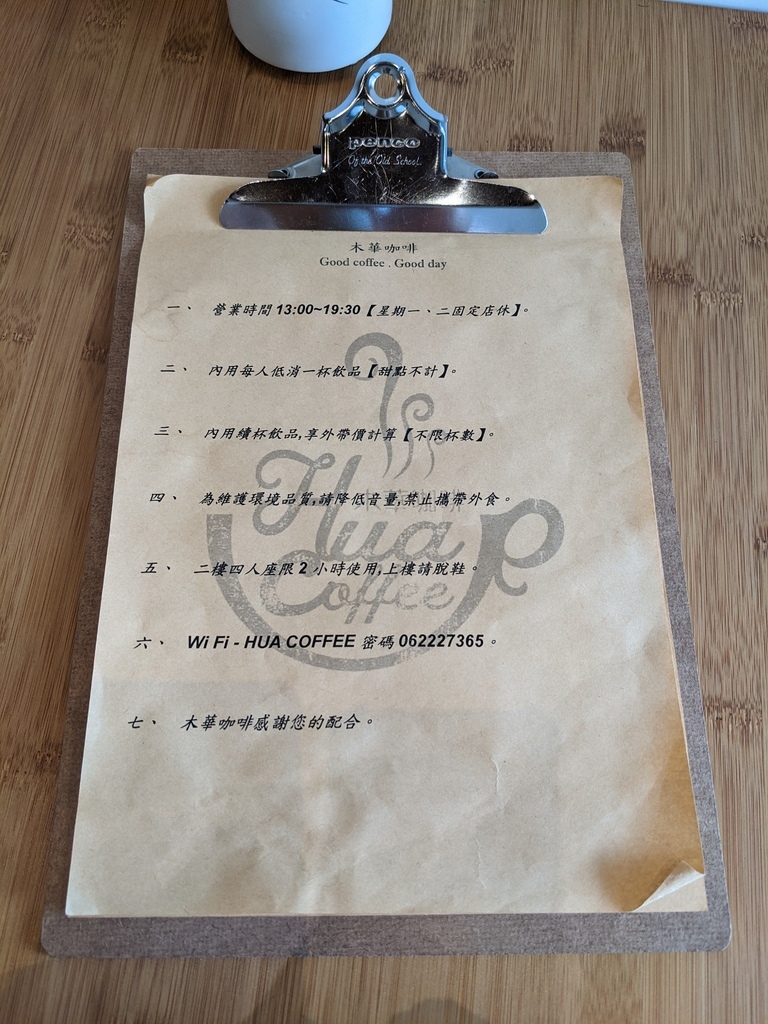 penco
Of the Old School.
木華咖啡
Good coffee . Good day
一、 營業時間 13:00~19:30【星期一、二固定店休】。
二、 內用每人低消一杯飲品【甜點不計】。
三、 內用續杯飲品,享外帶價計算【不限杯數】。
四、 為維護環境品質,請降低音量,禁止攜帶外食。
五、 二樓四人座限 2 小時使用,上樓請脫鞋。
六、 Wi Fi - HUA COFFEE 密碼 062227365。
七、 木華咖啡感謝您的配合。
木華咖啡
Hua
Coffee